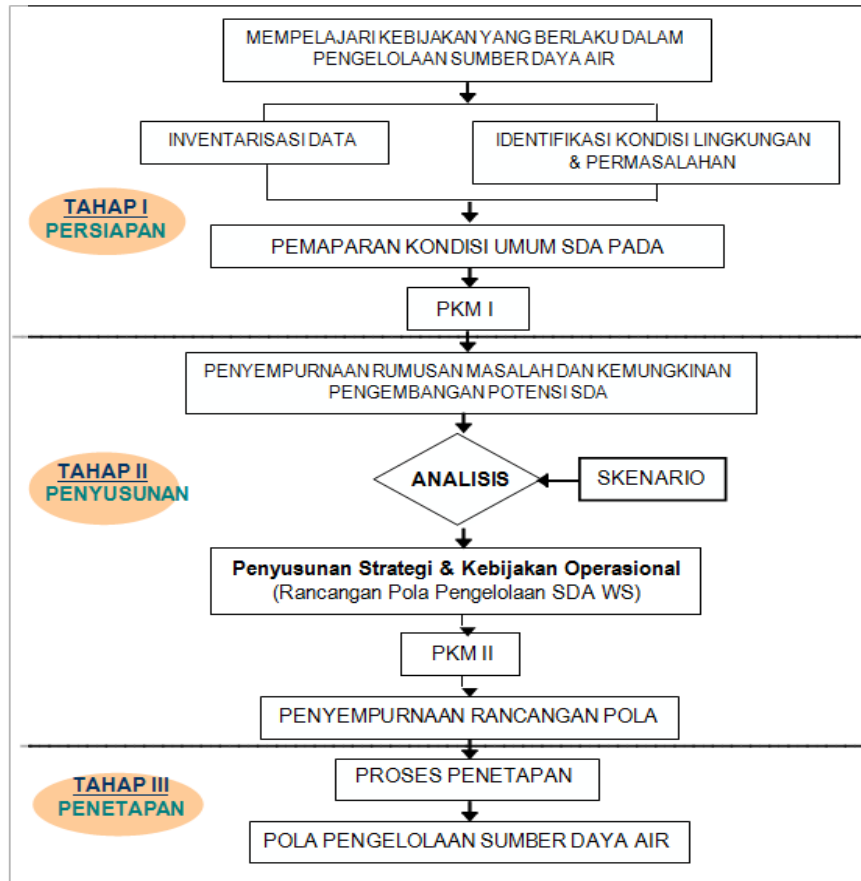 MEMPELAJARI KEBIJAKAN YANG BERLAKU DALAM
PENGELOLAAN SUMBER DAYA AIR
INVENTARISASI DATA
IDENTIFIKASI KONDISI LINGKUNGAN
& PERMASALAHAN
TAHAP I
PERSIAPAN
PEMAPARAN KONDISI UMUM SDA PADA
PKM I
PENYEMPURNAAN RUMUSAN MASALAH DAN KEMUNGKINAN
PENGEMBANGAN POTENSI SDA
TAHAP II
PENYUSUNAN
ANALISIS
SKENARIO
Penyusunan Strategi & Kebijakan Operasional
(Rancangan Pola Pengelolaan SDA WS)
PKM II
PENYEMPURNAAN RANCANGAN POLA
TAHAP III
PENETAPAN
PROSES PENETAPAN
POLA PENGELOLAAN SUMBER DAYA AIR